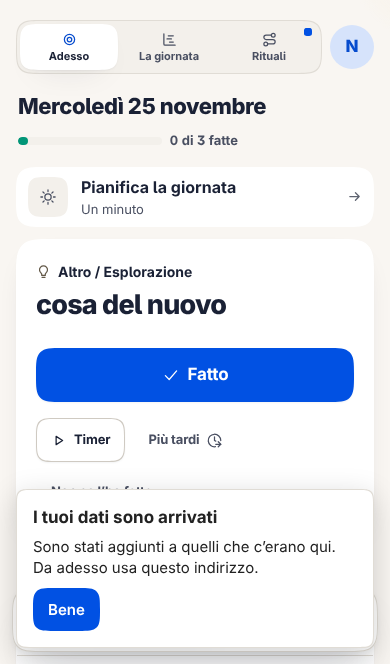 Adesso
La giornata
Rituali
N
Mercoledì 25 novembre
0 di 3 fatte
Pianifica la giornata
Un minuto
Altro / Esplorazione
cosa del nuovo
Fatto
Timer
Più tardi
I tuoi dati sono arrivati
Sono stati aggiunti a quelli che c’erano qui.
Da adesso usa questo indirizzo.
Bene